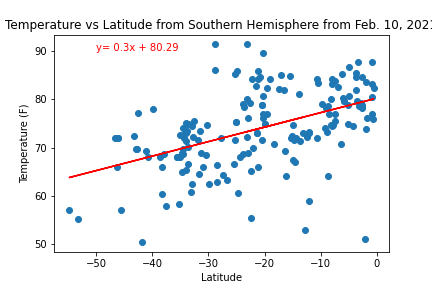 Temperature vs Latitude from Southern Hemisphere from Feb. 10, 2021
y= 0.3x + 80.29
90
80
70
60
50
Temperature (F)
−50 −40 −30 −20 −10 0
Latitude